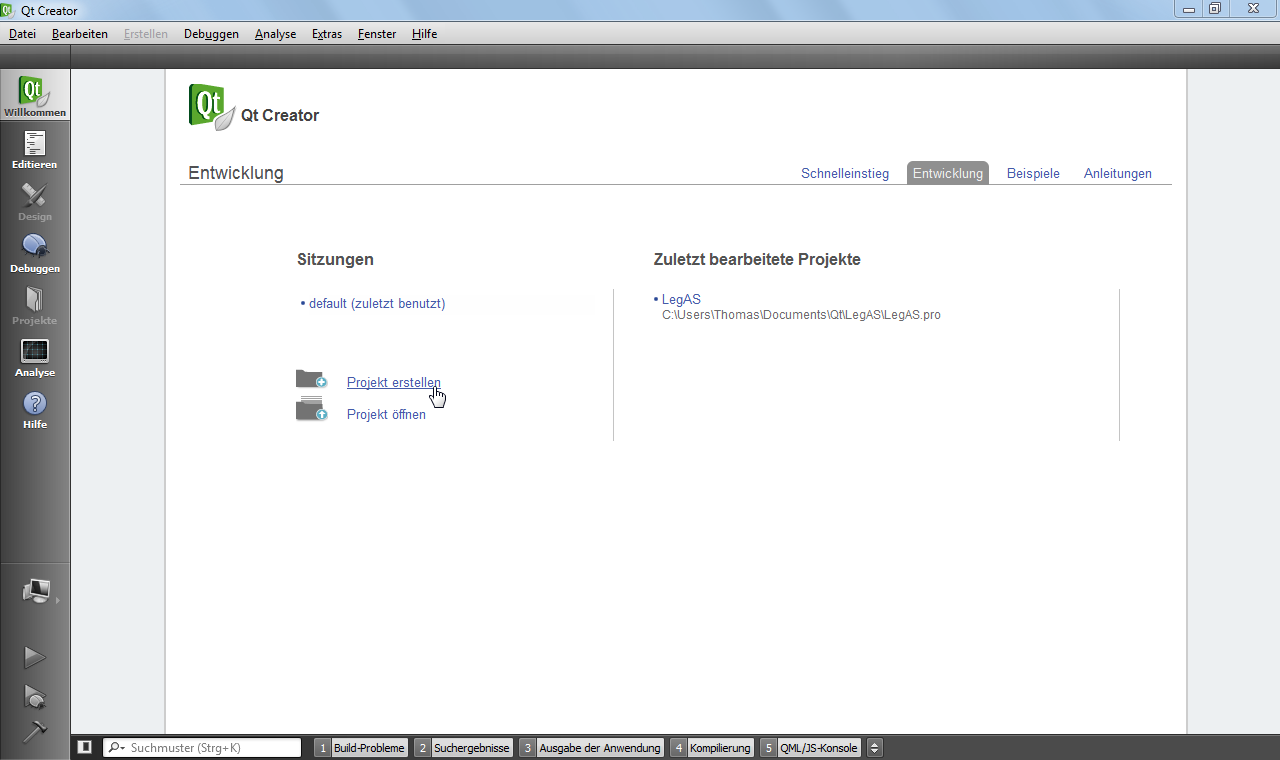 Qt Creator
Datei Bearbeiten Erstellen Debuggen Analyse Extras Fenster Hilfe
Qt
Willkommen
Editieren
Design
Debuggen
Projekte
Analyse
Hilfe
Qt Qt Creator
Entwicklung Schnelleinstieg Entwicklung Beispiele Anleitungen
Sitzungen
• default (zuletzt benutzt)
Projekt erstellen
Projekt öffnen
Zuletzt bearbeitete Projekte
• LegAS
C:\Users\Thomas\Documents\Qt\LegAS\LegAS.pro
Suchmuster (Strg+K) 1 Build-Probleme 2 Suchergebnisse 3 Ausgabe der Anwendung 4 Kompilierung 5 QML/JS-Konsole